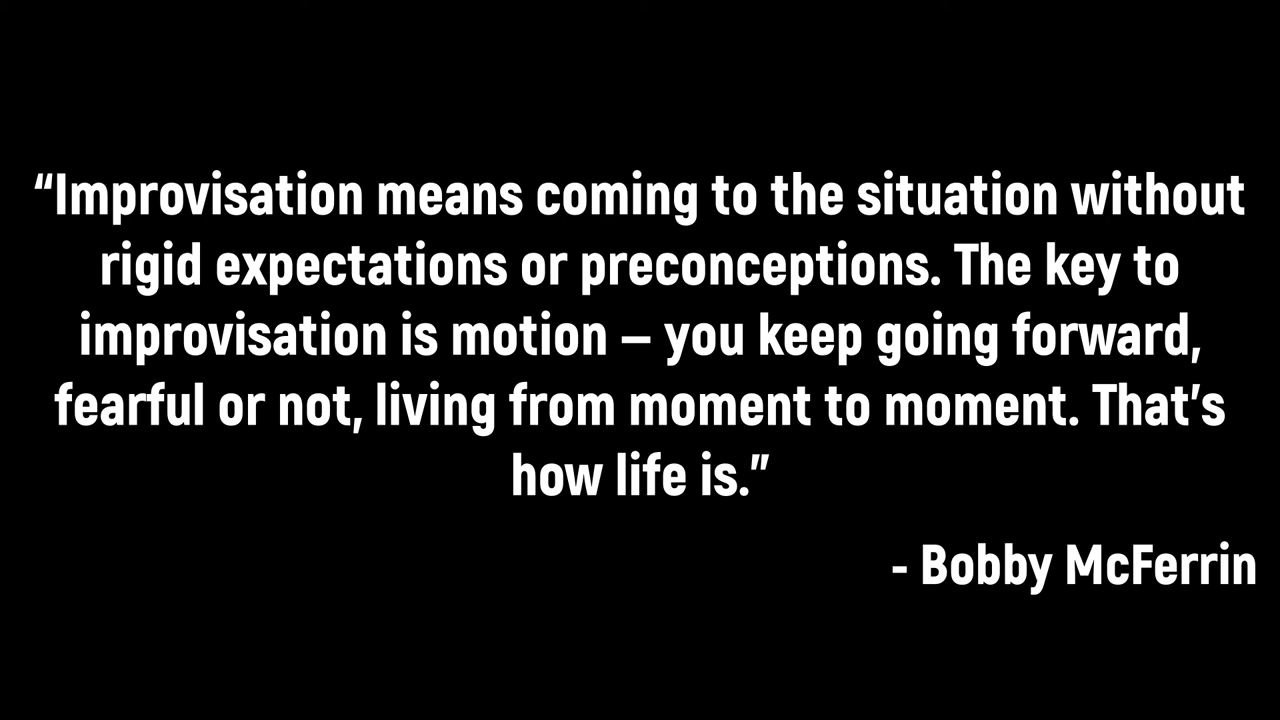 “Improvisation means coming to the situation without
rigid expectations or preconceptions. The key to
improvisation is motion – you keep going forward,
fearful or not, living from moment to moment. That’s
how life is.”
- Bobby McFerrin